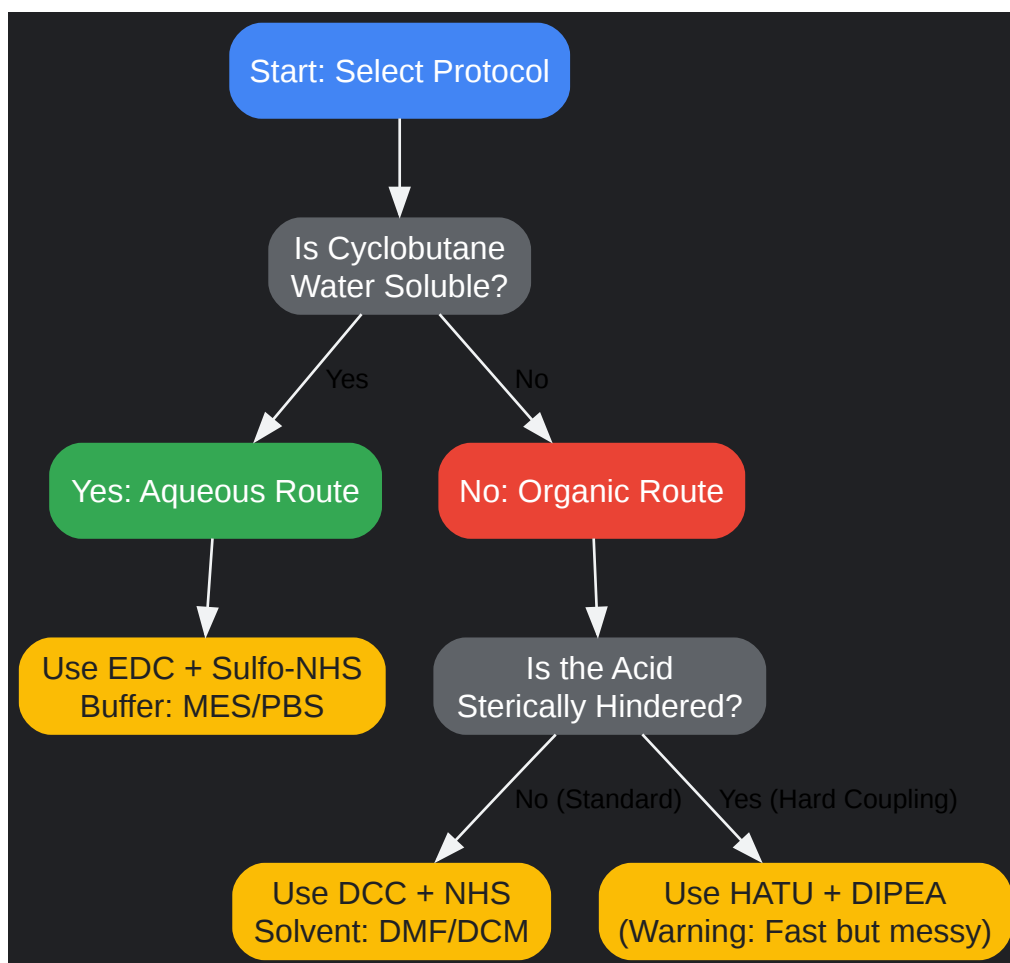 Start: Select Protocol
Is Cyclobutane
Water Soluble?
Yes
No
Yes: Aqueous Route
No: Organic Route
Use EDC + Sulfo-NHS
Buffer: MES/PBS
Is the Acid
Sterically Hindered?
No (Standard)
Yes (Hard Coupling)
Use DCC + NHS
Solvent: DMF/DCM
Use HATU + DIPEA
(Warning: Fast but messy)